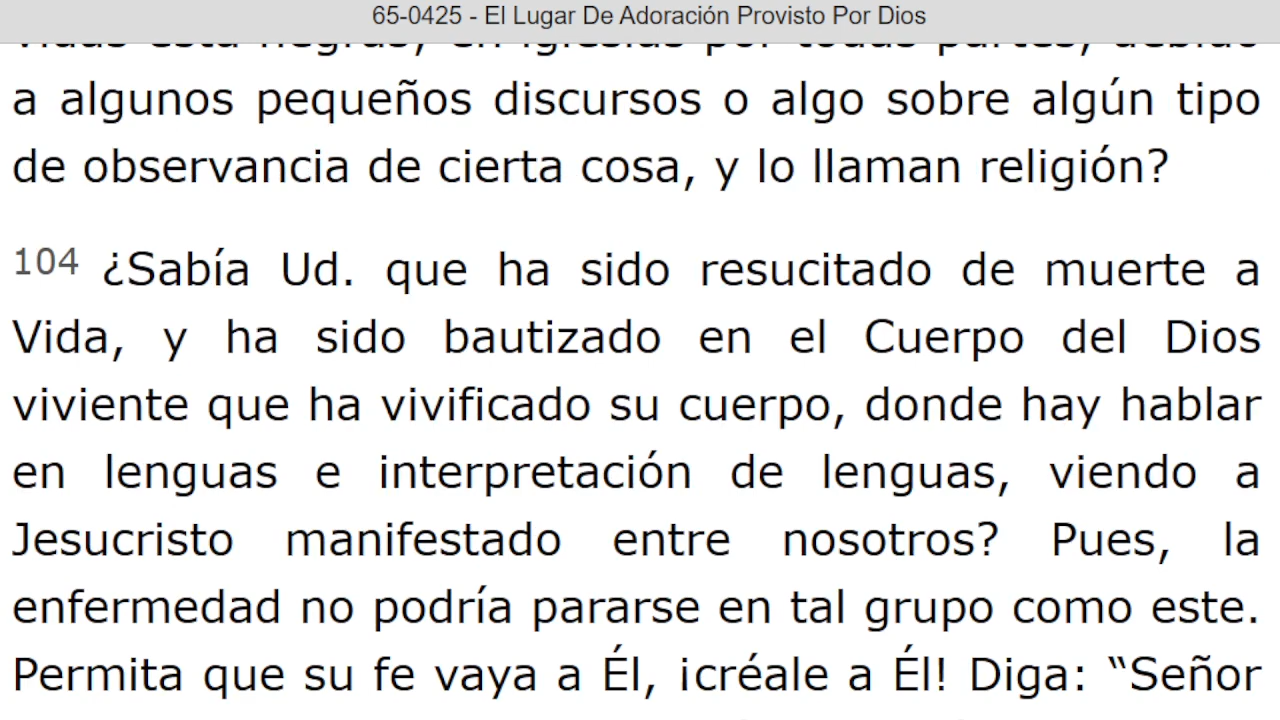 65-0425 - El Lugar De Adoración Provisto Por Dios
a algunos pequeños discursos o algo sobre algún tipo
de observancia de cierta cosa, y lo llaman religión?
104 ¿Sabía Ud. que ha sido resucitado de muerte a
Vida, y ha sido bautizado en el Cuerpo del Dios
viviente que ha vivificado su cuerpo, donde hay hablar
en lenguas e interpretación de lenguas, viendo a
Jesucristo manifestado entre nosotros? Pues, la
enfermedad no podría pararse en tal grupo como este.
Permita que su fe vaya a Él, ¡créale a Él! Diga: “Señor